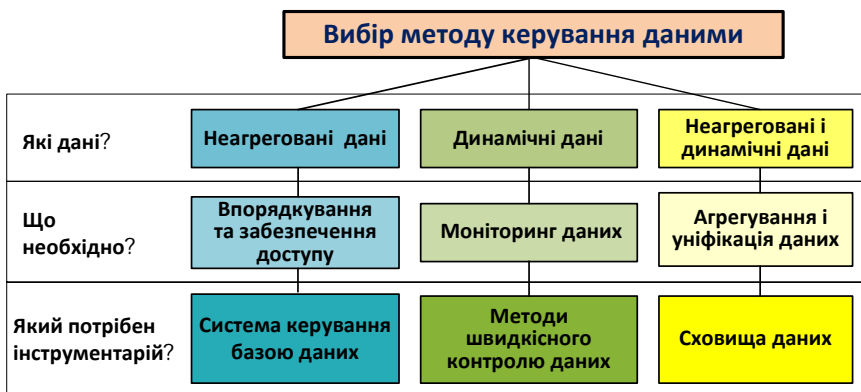 Вибір методу керування даними
Які дані?
Неагреговані дані
Динамічні дані
Неагреговані і
динамічні дані
Що
необхідно?
Впорядкування
та забезпечення
доступу
Моніторинг даних
Агрегування і
уніфікація даних
Який потрібен
інструментарій?
Система керування
базою даних
Методи
швидкісного
контролю даних
Сховища даних